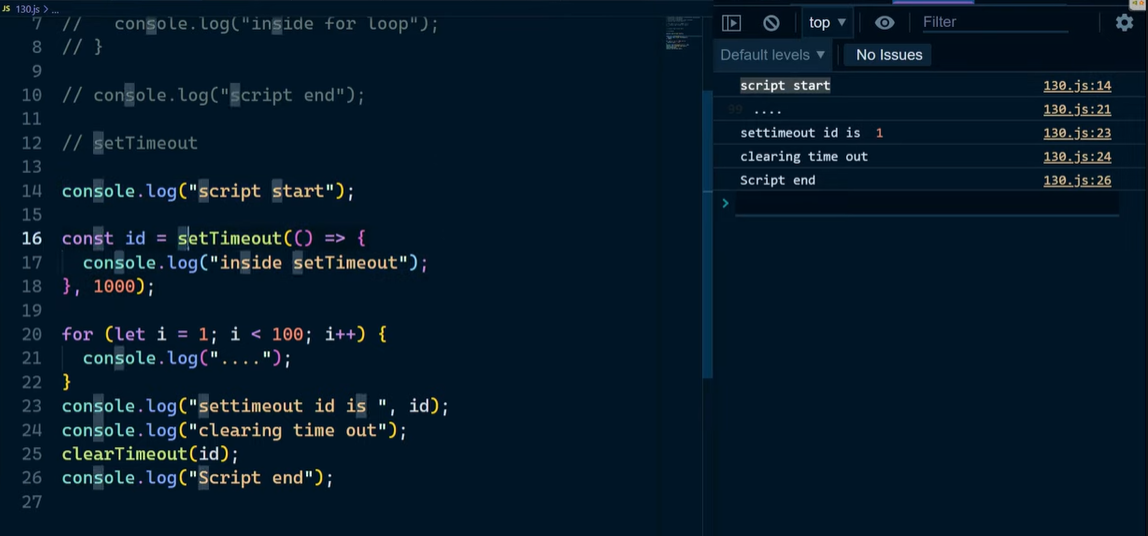 JS 130.js > ...
7 //   console.log("inside for loop");
8 // }
9
10 // console.log("script end");
11
12 // setTimeout
13
14 console.log("script start");
15
16 const id = setTimeout(() => {
17   console.log("inside setTimeout");
18 }, 1000);
19
20 for (let i = 1; i < 100; i++) {
21   console.log("....");
22 }
23 console.log("settimeout id is ", id);
24 console.log("clearing time out");
25 clearTimeout(id);
26 console.log("Script end");
27
top ▼ Filter
Default levels ▼ No Issues
script start 130.js:14
99 .... 130.js:21
settimeout id is 1 130.js:23
clearing time out 130.js:24
Script end 130.js:26
>